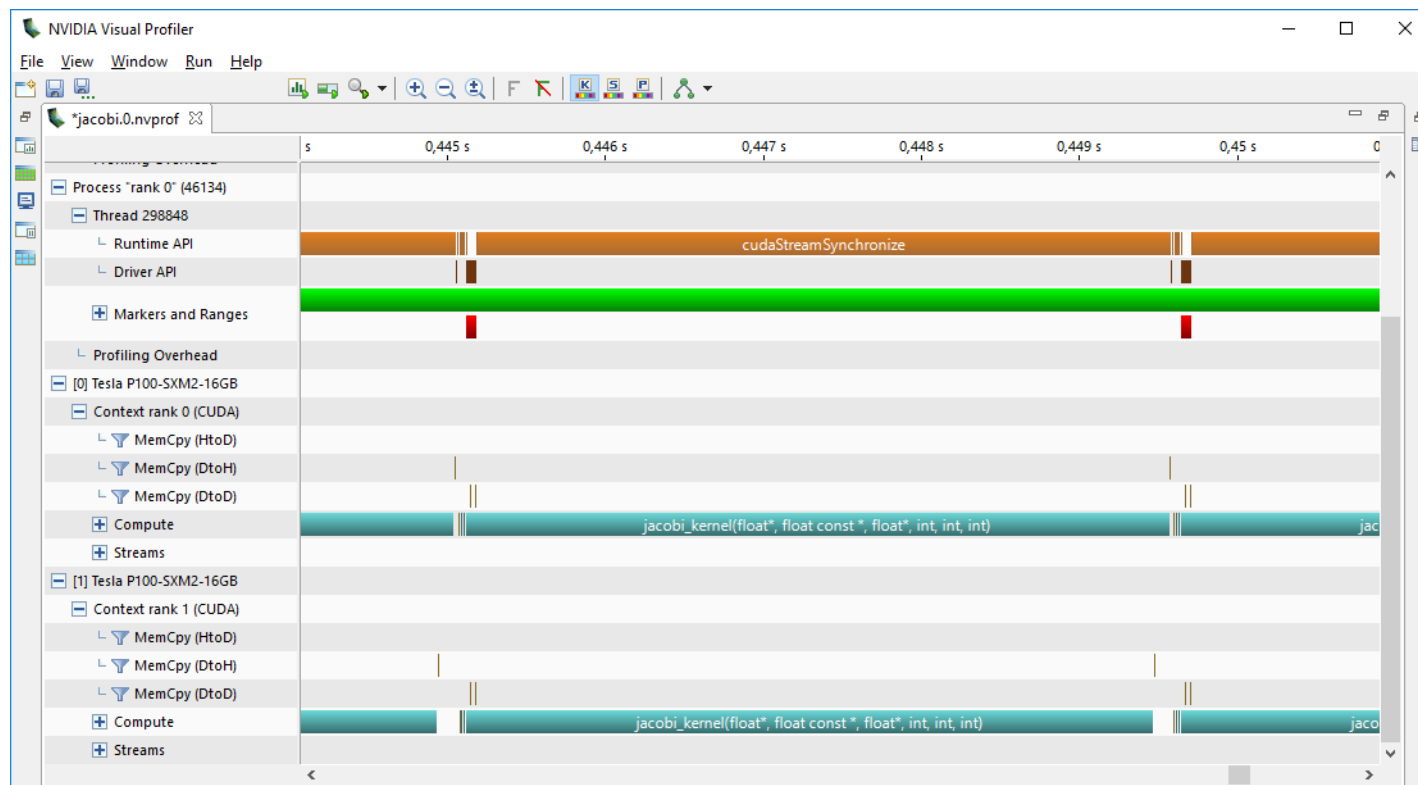 NVIDIA Visual Profiler
File View Window Run Help
*jacobi.0.nvprof
s 0,445 s 0,446 s 0,447 s 0,448 s 0,449 s 0,45 s 0
Profiling Overhead
Process "rank 0" (46134)
Thread 298848
Runtime API cudaStreamSynchronize
Driver API
Markers and Ranges
Profiling Overhead
[0] Tesla P100-SXM2-16GB
Context rank 0 (CUDA)
MemCpy (HtoD)
MemCpy (DtoH)
MemCpy (DtoD)
Compute jacobi_kernel(float*, float const *, float*, int, int, int) jac
Streams
[1] Tesla P100-SXM2-16GB
Context rank 1 (CUDA)
MemCpy (HtoD)
MemCpy (DtoH)
MemCpy (DtoD)
Compute jacobi_kernel(float*, float const *, float*, int, int, int) jaco
Streams